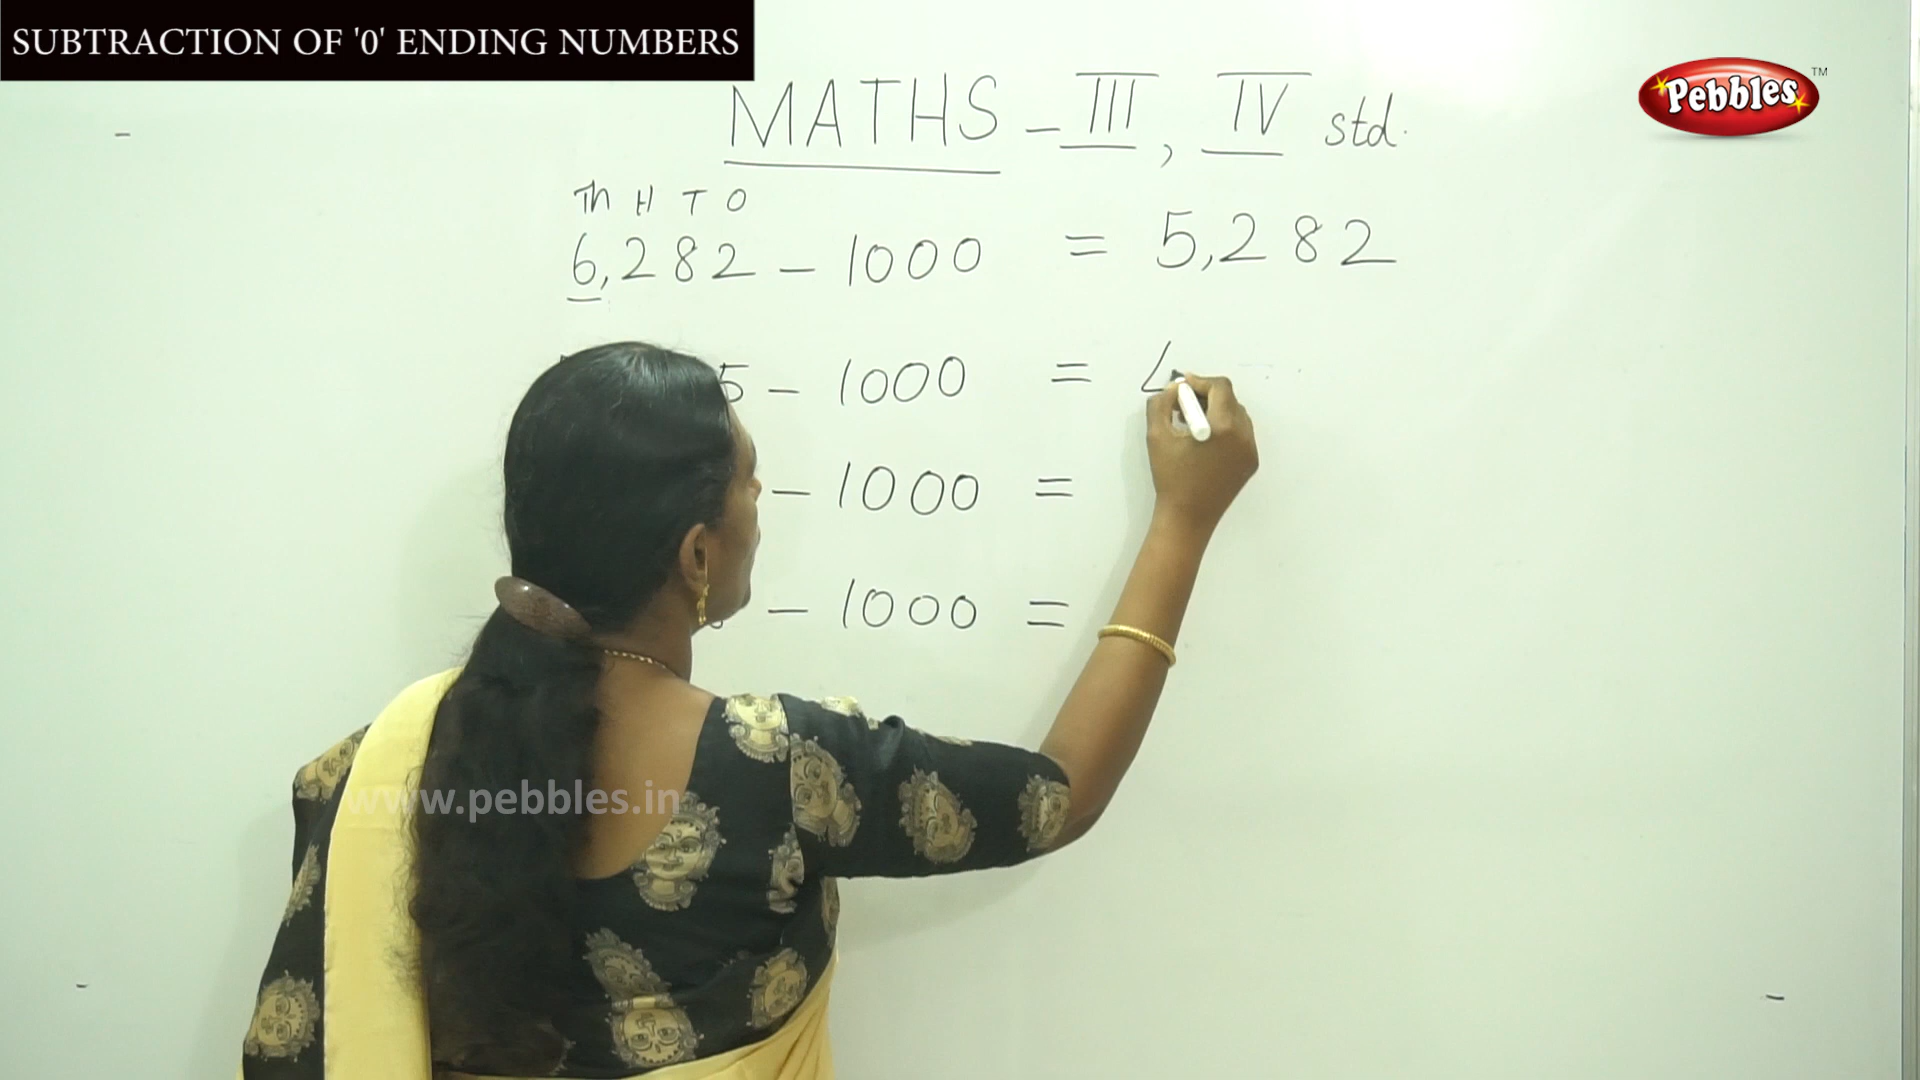 SUBTRACTION OF '0' ENDING NUMBERS
Pebbles TM
MATHS - III, IV std.
Th H T O
6,282 - 1000 = 5,282
5 - 1000 = 4
- 1000 =
- 1000 =
www.pebbles.in